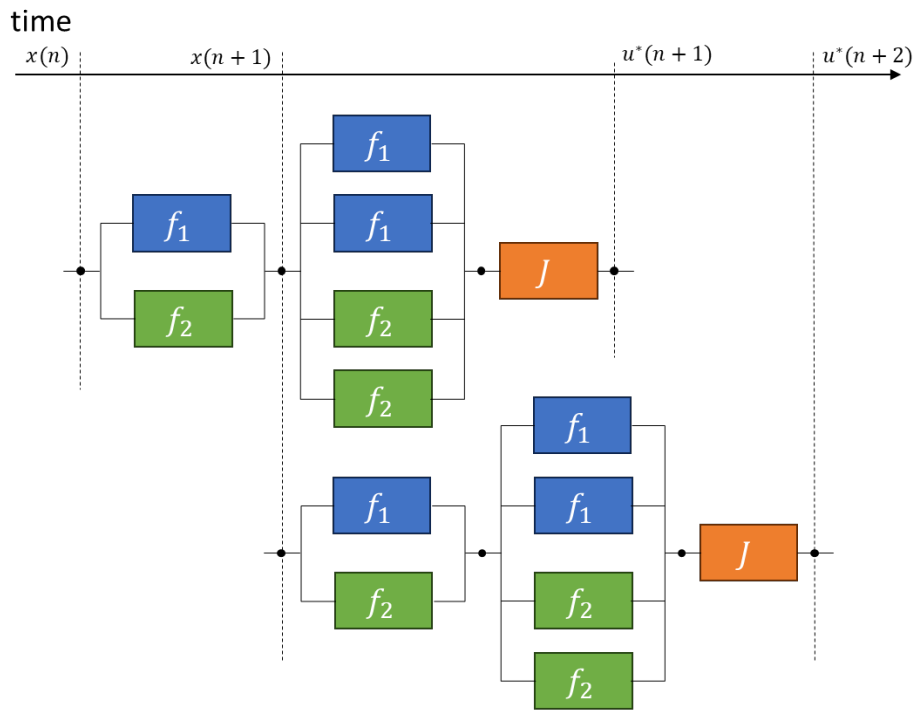 time
x(n) x(n + 1) u*(n + 1) u*(n + 2)
f₁
f₁
f₁
J
f₂
f₂
f₂
f₁
f₁
f₁
J
f₂
f₂
f₂